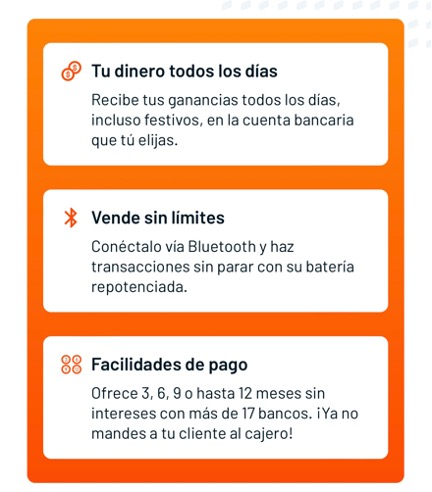 Tu dinero todos los días
Recibe tus ganancias todos los días,
incluso festivos, en la cuenta bancaria
que tú elijas.
Vende sin límites
Conéctalo vía Bluetooth y haz
transacciones sin parar con su batería
repotenciada.
Facilidades de pago
Ofrece 3, 6, 9 o hasta 12 meses sin
intereses con más de 17 bancos. ¡Ya no
mandes a tu cliente al cajero!